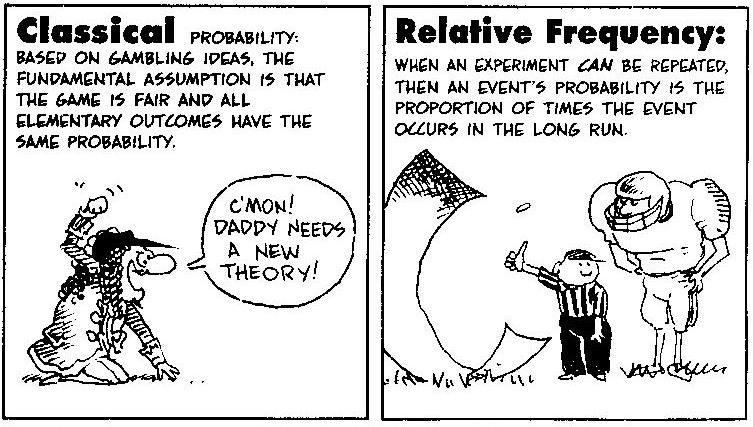 Classical PROBABILITY:
BASED ON GAMBLING IDEAS, THE
FUNDAMENTAL ASSUMPTION IS THAT
THE GAME IS FAIR AND ALL
ELEMENTARY OUTCOMES HAVE THE
SAME PROBABILITY.
C'MON!
DADDY NEEDS
A NEW
THEORY!
Relative Frequency:
WHEN AN EXPERIMENT CAN BE REPEATED,
THEN AN EVENT'S PROBABILITY IS THE
PROPORTION OF TIMES THE EVENT
OCCURS IN THE LONG RUN.